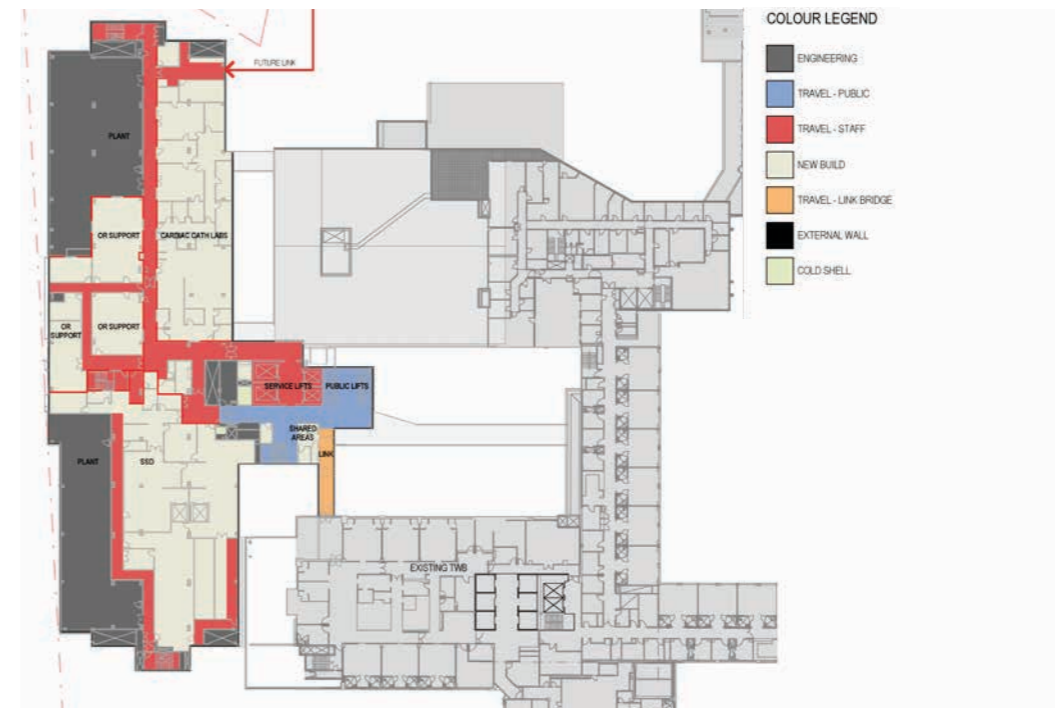 COLOUR LEGEND
ENGINEERING
TRAVEL - PUBLIC
TRAVEL - STAFF
NEW BUILD
TRAVEL - LINK BRIDGE
EXTERNAL WALL
COLD SHELL
FUTURE LINK
PLANT
OR SUPPORT
CARDIAC CATH LABS
OR
SUPPORT
OR SUPPORT
SERVICE LIFTS
PUBLIC LIFTS
SHARED
AREAS
LINK
PLANT
SSD
EXISTING TWB